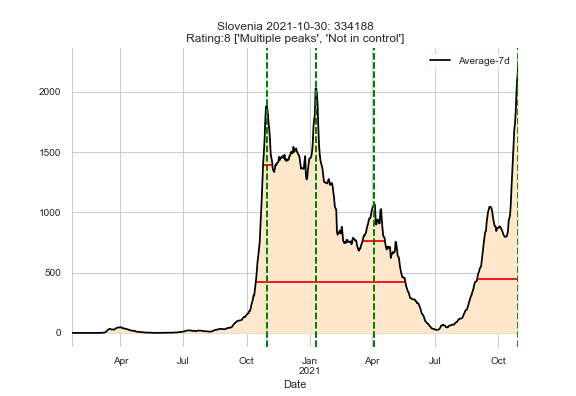 Slovenia 2021-10-30: 334188
Rating:8 ['Multiple peaks', 'Not in control']
Average-7d
2000
1500
1000
500
0
Apr
Jul
Oct
Jan
2021
Apr
Jul
Oct
Date